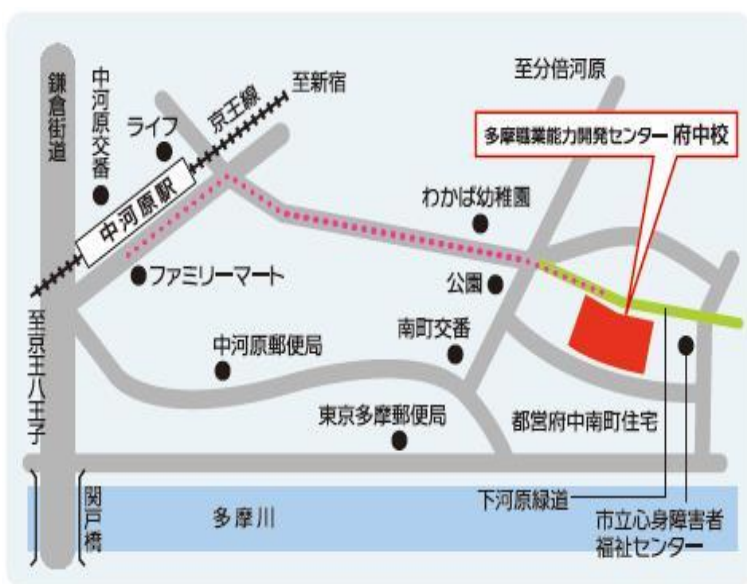 鎌倉街道
中河原交番
ライフ
京王線
至新宿
至分倍河原
多摩職業能力開発センター 府中校
中河原駅
わかば幼稚園
ファミリーマート
公園
至京王八王子
中河原郵便局
南町交番
東京多摩郵便局
都営府中南町住宅
関戸橋
多摩川
下河原緑道
市立心身障害者
福祉センター